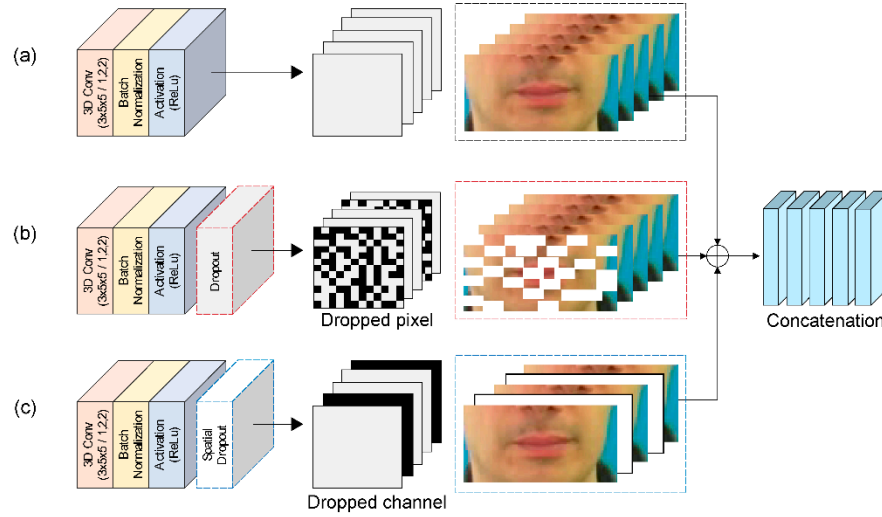 (a)
3D Conv
(3x5x5 / 1,2,2)
Batch
Normalization
Activation
(ReLu)
(b)
3D Conv
(3x5x5 / 1,2,2)
Batch
Normalization
Activation
(ReLu)
Dropout
Dropped pixel
Concatenation
(c)
3D Conv
(3x5x5 / 1,2,2)
Batch
Normalization
Activation
(ReLu)
Spatial
Dropout
Dropped channel